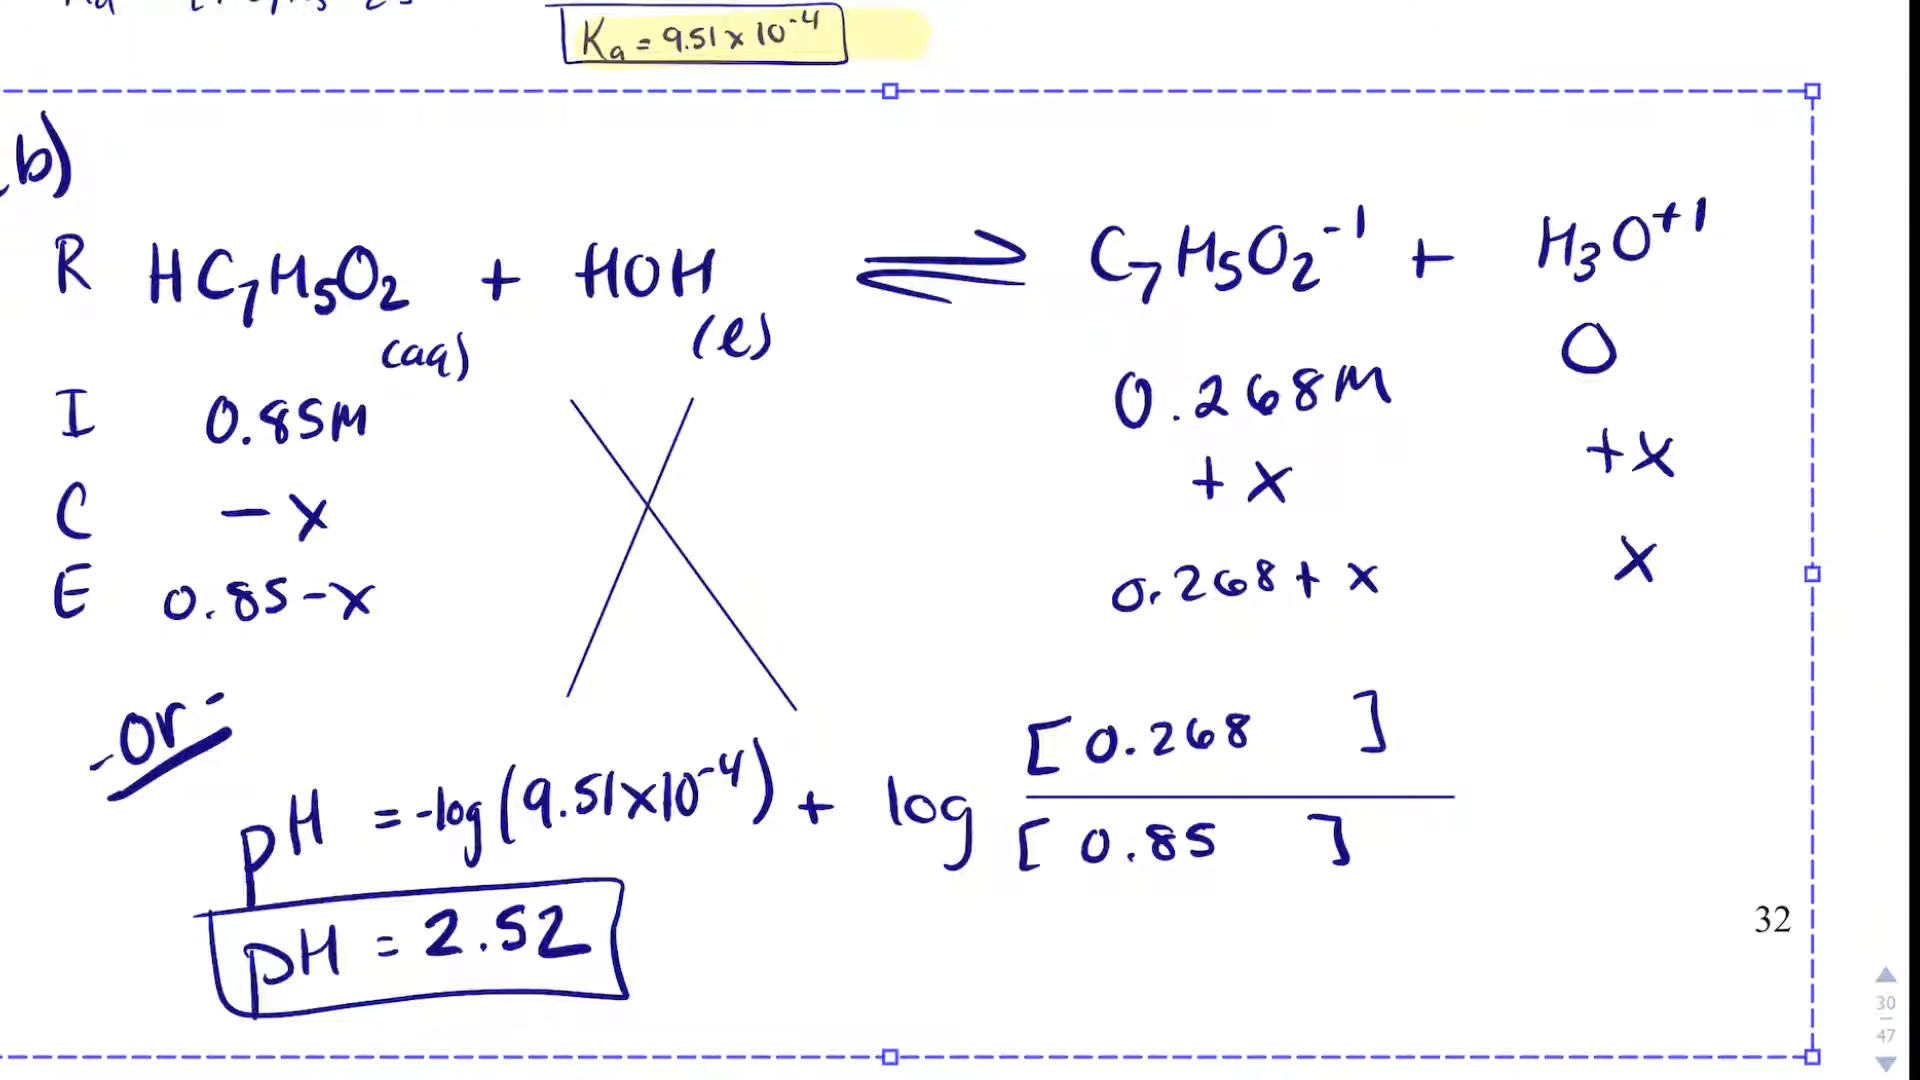 Ka = 9.51 x 10^-4
b)
R HC7H5O2 (aq) + HOH (l) ⇌ C7H5O2^-1 + H3O^+1
I 0.85M 0.268M 0
C - x + x + x
E 0.85 - x 0.268 + x x
- or -
pH = -log(9.51x10^-4) + log [0.268] / [0.85]
pH = 2.52
32
30
47